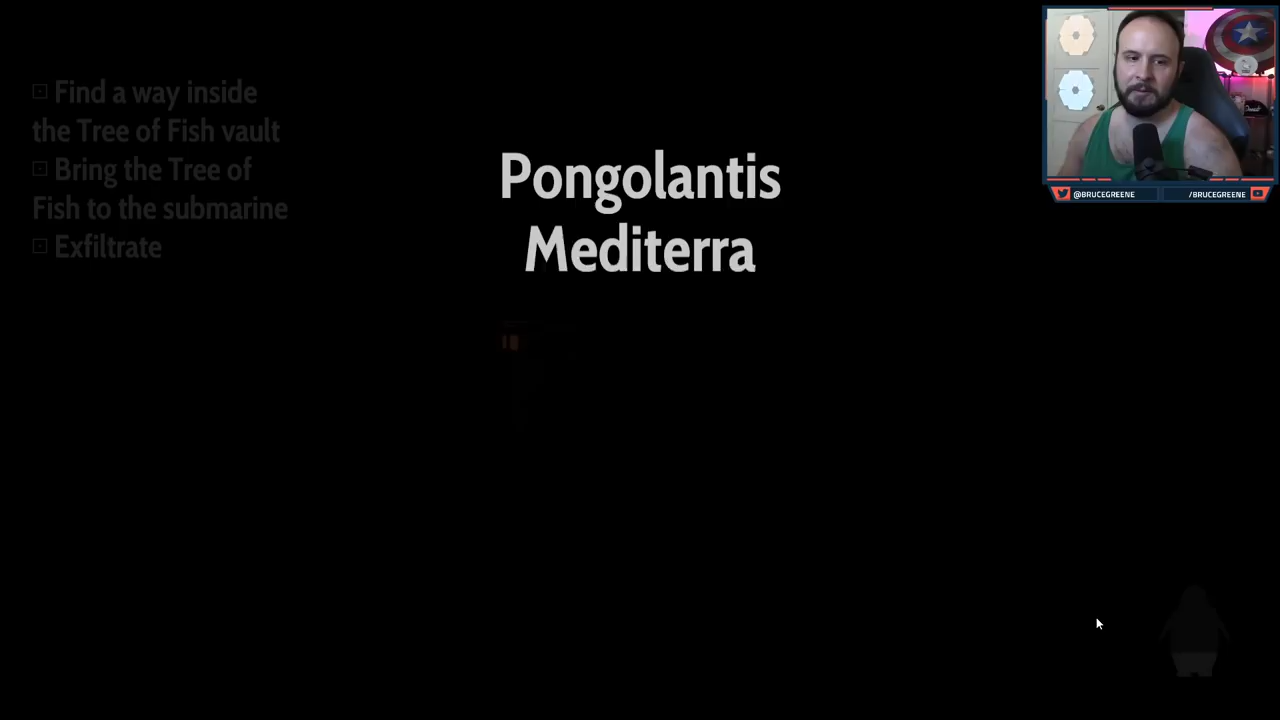 Find a way inside
the Tree of Fish vault
Bring the Tree of
Fish to the submarine
Exfiltrate
Pongolantis
Mediterra
@BRUCEGREENE
/BRUCEGREENE